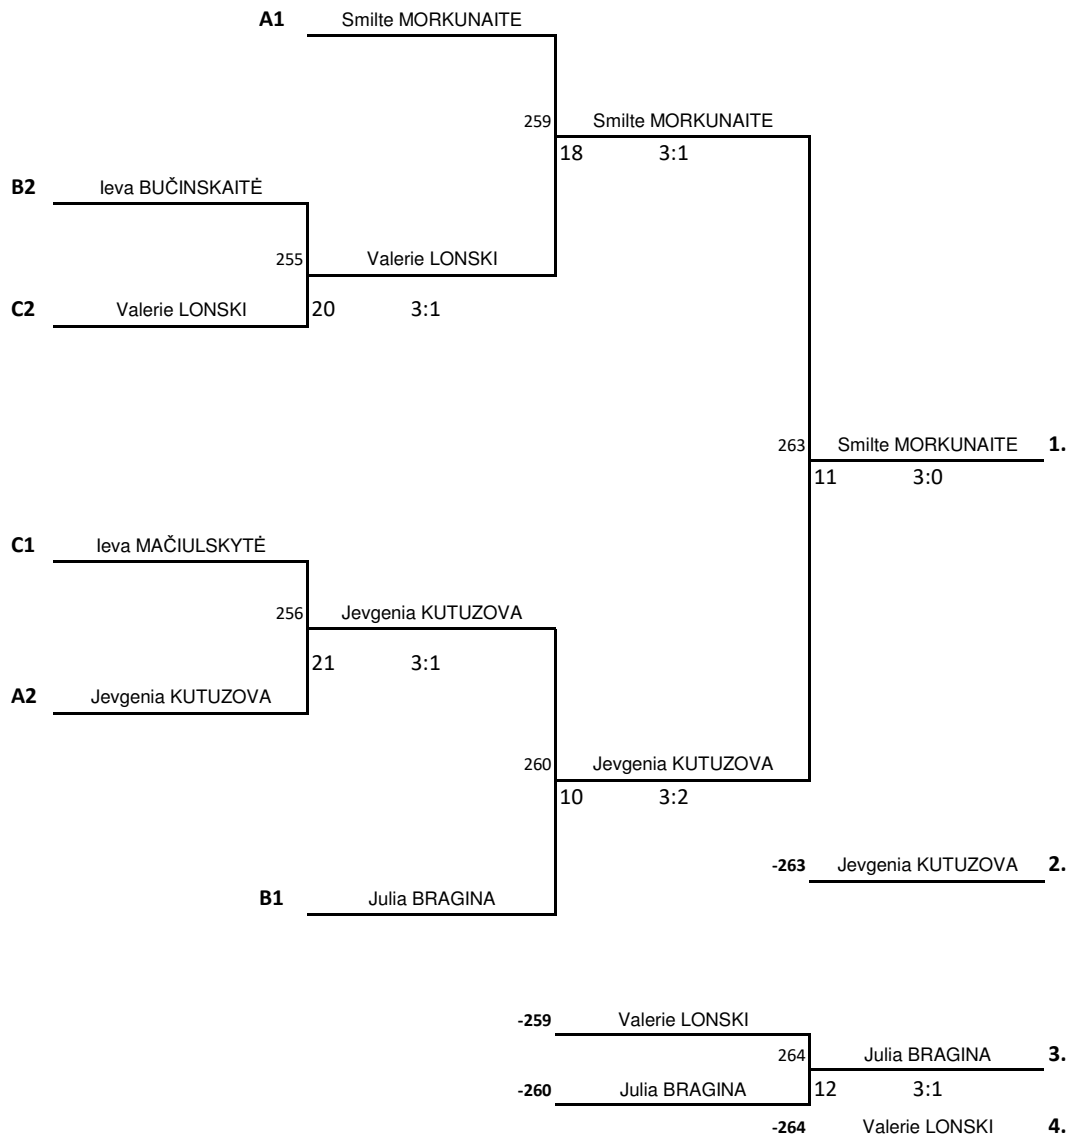 A1 Smilte MORKUNAITE
259 Smilte MORKUNAITE
18 3:1
B2 Ieva BUČINSKAITĖ
255 Valerie LONSKI
C2 Valerie LONSKI 20 3:1
263 Smilte MORKUNAITE 1.
11 3:0
C1 Ieva MAČIULSKYTĖ
256 Jevgenia KUTUZOVA
21 3:1
A2 Jevgenia KUTUZOVA
260 Jevgenia KUTUZOVA
10 3:2
-263 Jevgenia KUTUZOVA 2.
B1 Julia BRAGINA
-259 Valerie LONSKI
264 Julia BRAGINA 3.
-260 Julia BRAGINA 12 3:1
-264 Valerie LONSKI 4.